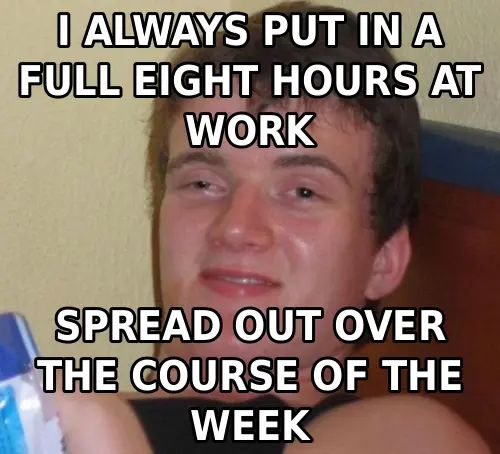 I ALWAYS PUT IN A
FULL EIGHT HOURS AT
WORK
SPREAD OUT OVER
THE COURSE OF THE
WEEK